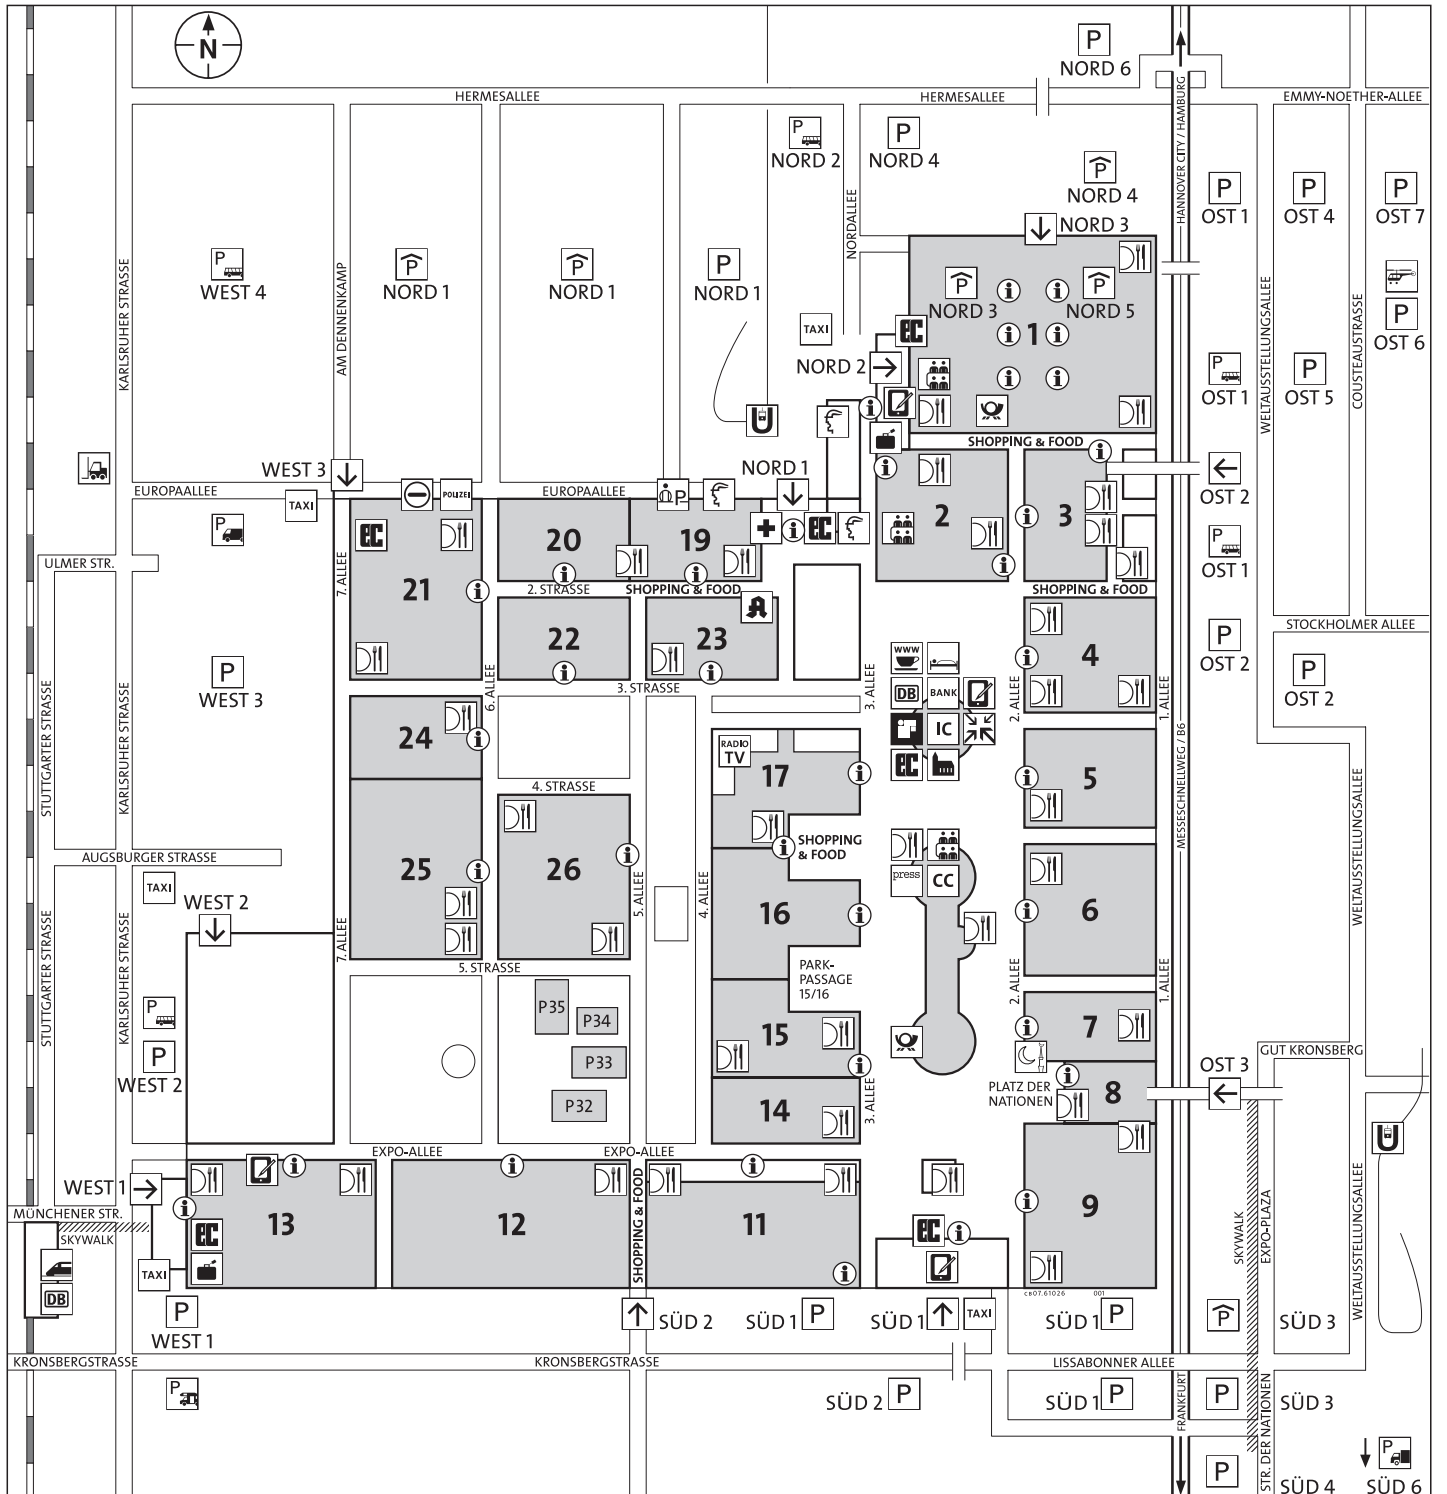 N
P
NORD 6
HERMESALLEE
HERMESALLEE
EMMY-NOETHER-ALLEE
HANNOVER CITY / HAMBURG
P
NORD 2
P
NORD 4
P
NORD 4
P
OST 1
P
OST 4
P
OST 7
NORD 3
NORDALLEE
KARLSRUHER STRASSE
AM DENNENKAMP
P
WEST 4
P
NORD 1
P
NORD 1
P
NORD 1
P
NORD 3
P
NORD 5
1
P
OST 6
TAXI
EC
NORD 2
P
OST 1
P
OST 5
WELTAUSSTELLUNGSALLEE
COUSTEAUSTRASSE
U
SHOPPING & FOOD
WEST 3
NORD 1
OST 2
EUROPAALLEE
TAXI
POLIZEI
EUROPAALLEE
P
P
EC
21
20
19
EC
2
3
P
OST 1
ULMER STR.
7. ALLEE
2. STRASSE
SHOPPING & FOOD
SHOPPING & FOOD
22
23
A
4
STOCKHOLMER ALLEE
P
WEST 3
P
OST 2
P
OST 2
WWW
DB
BANK
IC
EC
3. STRASSE
6. ALLEE
3. ALLEE
2. ALLEE
1. ALLEE
STUTTGARTER STRASSE
KARLSRUHER STRASSE
24
RADIO
TV
17
5
MESSESCHNELLWEG / B6
WELTAUSSTELLUNGSALLEE
4. STRASSE
SHOPPING
& FOOD
AUGSBURGER STRASSE
25
26
16
6
press
CC
TAXI
WEST 2
STUTTGARTER STRASSE
KARLSRUHER STRASSE
7. ALLEE
5. ALLEE
4. ALLEE
5. STRASSE
PARK-
PASSAGE
15/16
2. ALLEE
1. ALLEE
P35
P34
P33
P32
15
7
P
P
WEST 2
GUT KRONSBERG
OST 3
PLATZ DER
NATIONEN
8
14
3. ALLEE
EXPO-ALLEE
EXPO-ALLEE
U
WEST 1
MÜNCHENER STR.
SKYWALK
13
12
SHOPPING & FOOD
11
9
EC
EC
SKYWALK
EXPO-PLAZA
WELTAUSSTELLUNGSALLEE
TAXI
DB
CB07.61026 001
P
WEST 1
SÜD 2
SÜD 1
P
SÜD 1
TAXI
SÜD 1
P
P
SÜD 3
KRONSBERGSTRASSE
KRONSBERGSTRASSE
LISSABONNER ALLEE
P
SÜD 2
P
SÜD 1
P
P
SÜD 3
FRANKFURT
STR. DER NATIONEN
P
SÜD 4
P
SÜD 6